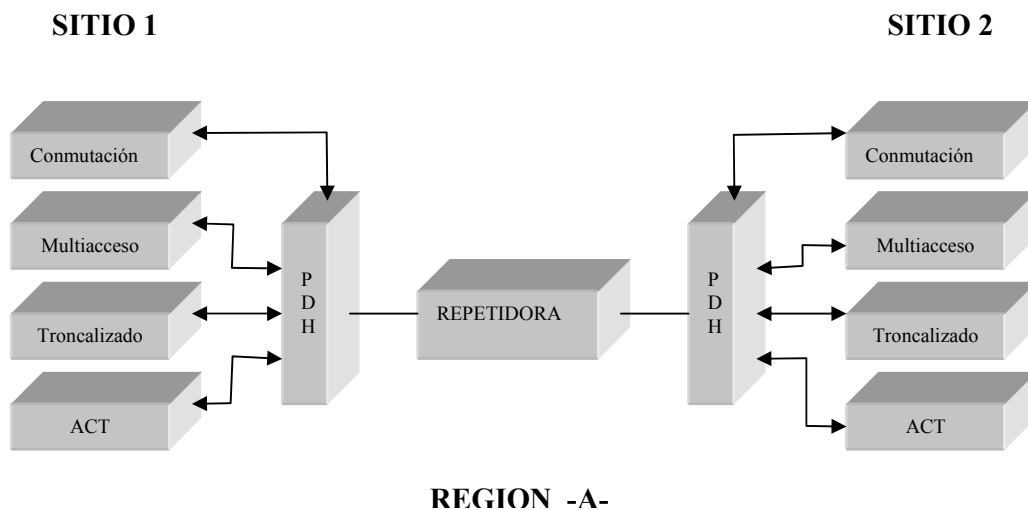 SITIO 1
SITIO 2
Conmutación
Conmutación
Multiacceso
Multiacceso
P
D
H
REPETIDORA
P
D
H
Troncalizado
Troncalizado
ACT
ACT
REGION -A-